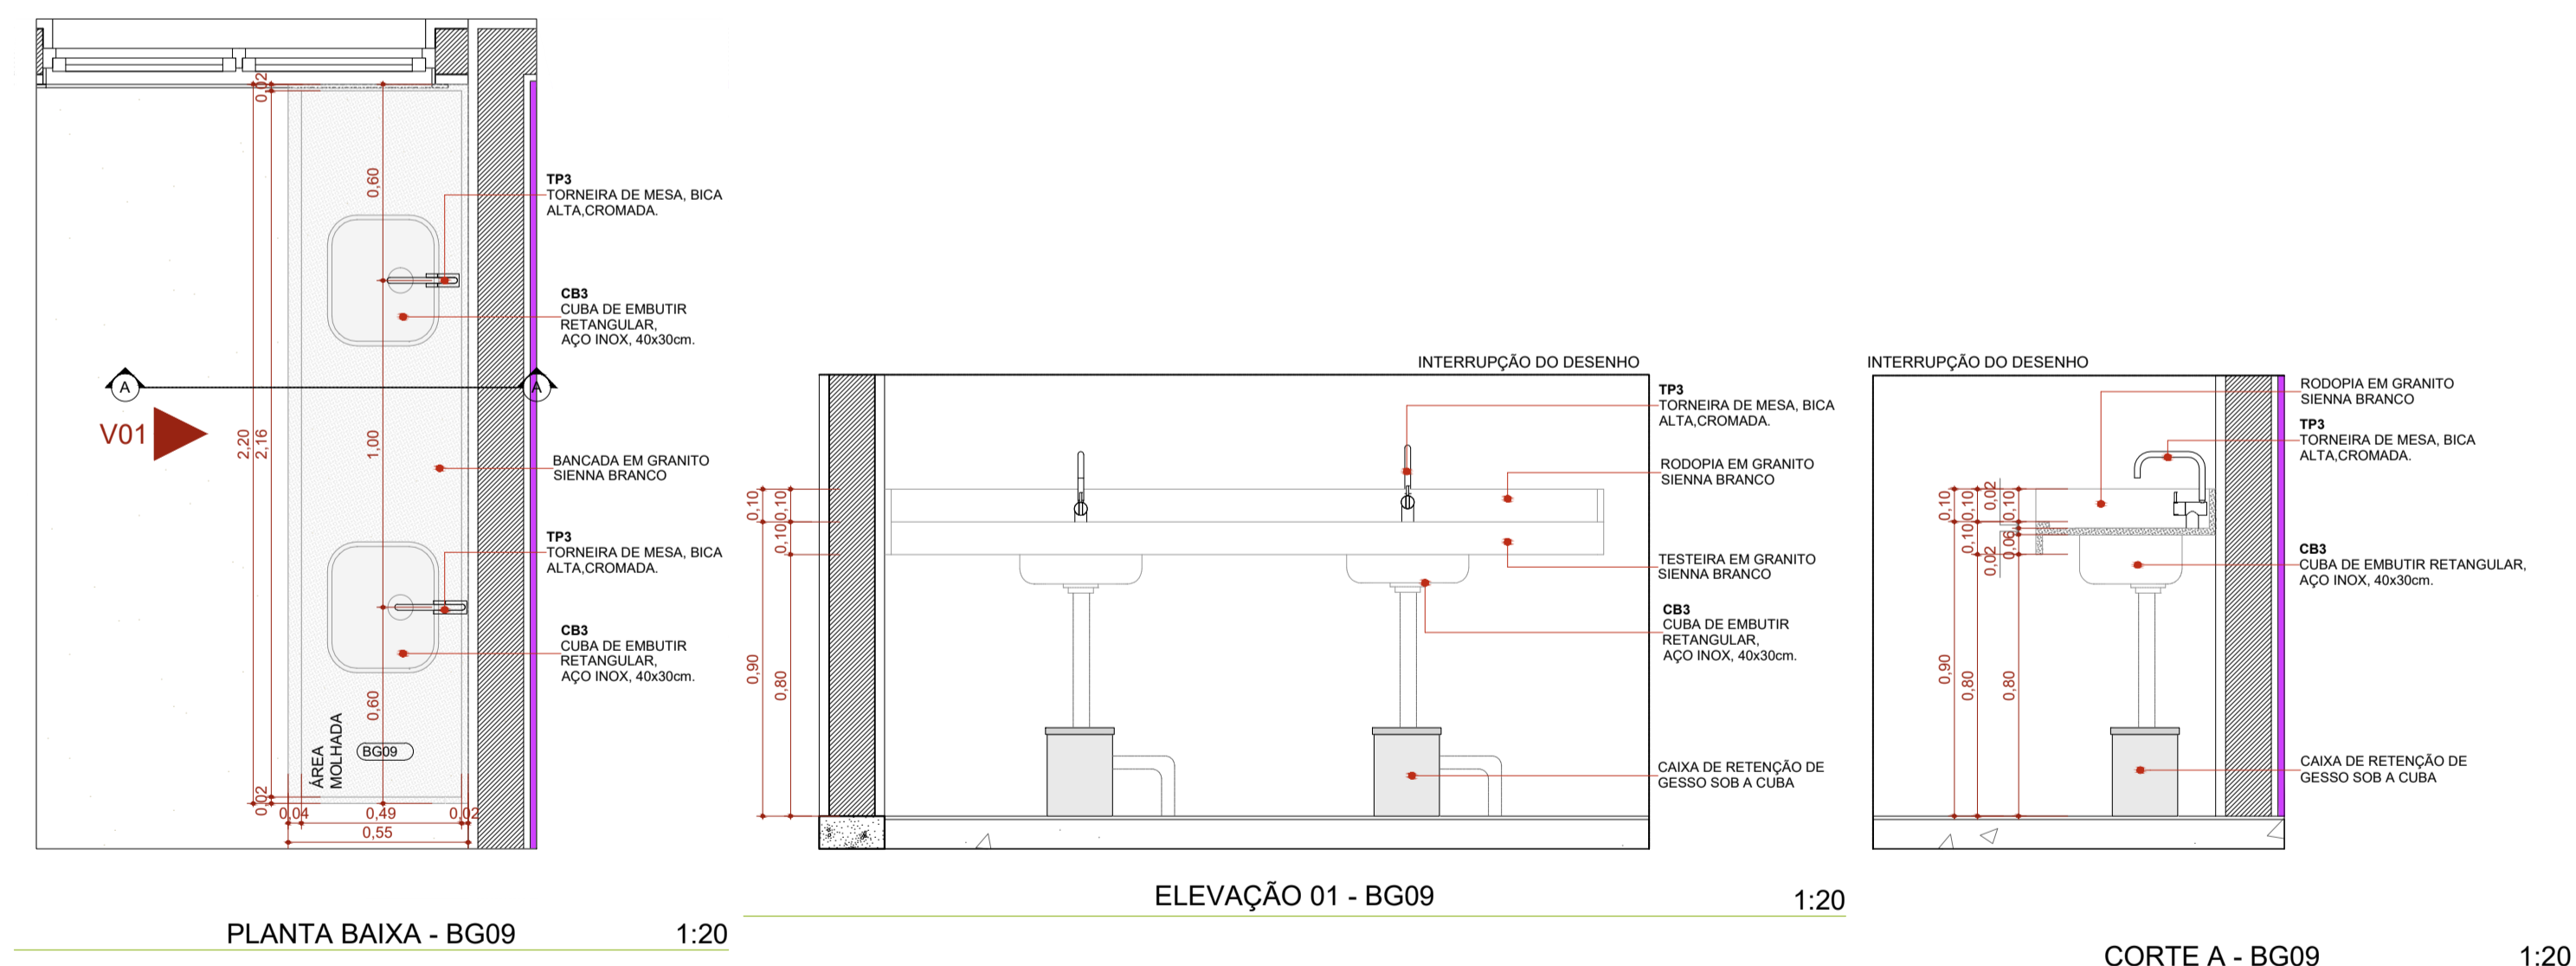 0,02
0,60
2,20
2,16
1,00
0,60
0,02
0,04
0,49
0,02
0,55
A
A
V01
TP3
TORNEIRA DE MESA, BICA
ALTA,CROMADA.
CB3
CUBA DE EMBUTIR
RETANGULAR,
AÇO INOX, 40x30cm.
BANCADA EM GRANITO
SIENNA BRANCO
TP3
TORNEIRA DE MESA, BICA
ALTA,CROMADA.
CB3
CUBA DE EMBUTIR
RETANGULAR,
AÇO INOX, 40x30cm.
ÁREA
MOLHADA
BG09
PLANTA BAIXA - BG09
1:20
INTERRUPÇÃO DO DESENHO
TP3
TORNEIRA DE MESA, BICA
ALTA,CROMADA.
RODOPIA EM GRANITO
SIENNA BRANCO
TESTEIRA EM GRANITO
SIENNA BRANCO
CB3
CUBA DE EMBUTIR
RETANGULAR,
AÇO INOX, 40x30cm.
CAIXA DE RETENÇÃO DE
GESSO SOB A CUBA
0,10
0,10
0,10
0,90
0,80
ELEVAÇÃO 01 - BG09
1:20
INTERRUPÇÃO DO DESENHO
RODOPIA EM GRANITO
SIENNA BRANCO
TP3
TORNEIRA DE MESA, BICA
ALTA,CROMADA.
CB3
CUBA DE EMBUTIR RETANGULAR,
AÇO INOX, 40x30cm.
CAIXA DE RETENÇÃO DE
GESSO SOB A CUBA
0,10
0,10
0,02
0,10
0,10
0,02
0,06
0,90
0,80
0,80
CORTE A - BG09
1:20